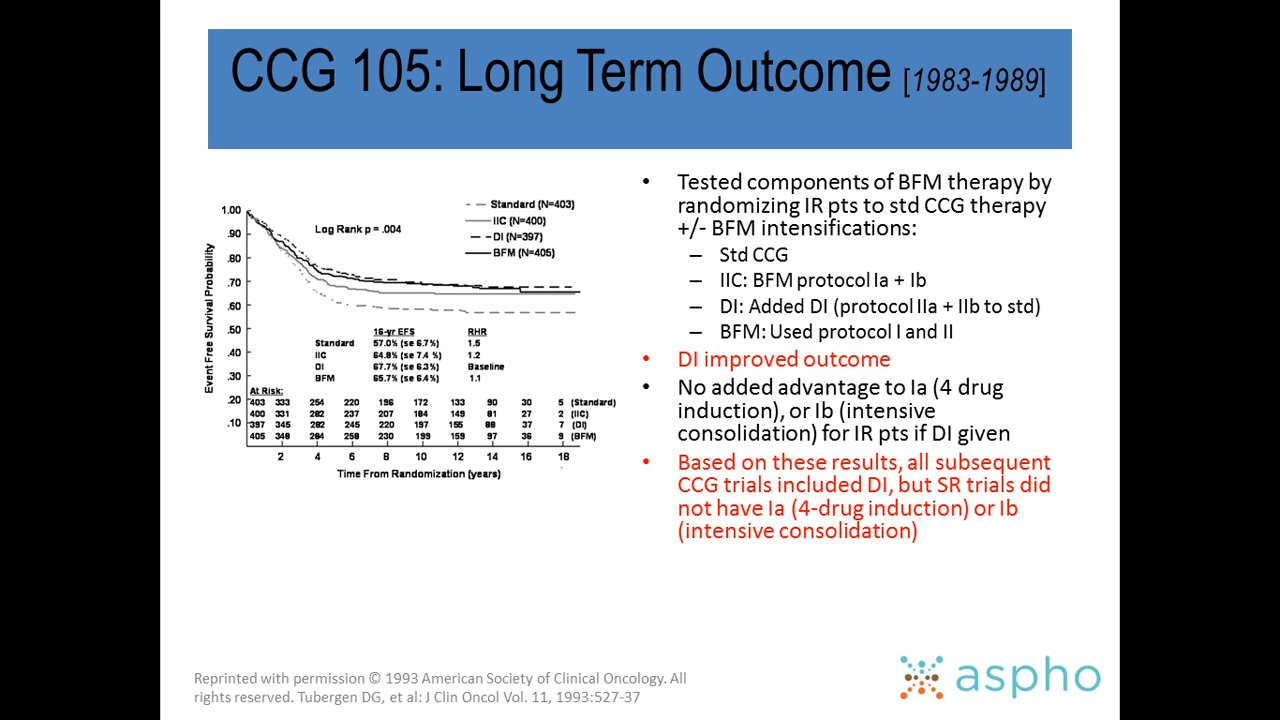 CCG 105: Long Term Outcome [1983-1989]
1.00
.90
.80
.70
.60
.50
.40
.30
.20
.10
Event Free Survival Probability
Log Rank p = .004
Standard (N=403)
IIC (N=400)
DI (N=397)
BFM (N=405)
16-yr EFS RHR
Standard 57.0% (se 6.7%) 1.5
IIC 64.8% (se 7.4 %) 1.2
DI 67.7% (se 6.3%) Baseline
BFM 65.7% (se 6.4%) 1.1
At Risk:
403 333 254 220 196 172 133 90 30 5 (Standard)
400 331 282 237 207 184 149 81 27 2 (IIC)
397 345 282 245 220 197 155 88 37 7 (DI)
405 348 284 258 230 199 159 97 36 9 (BFM)
2 4 6 8 10 12 14 16 18
Time From Randomization (years)
• Tested components of BFM therapy by
randomizing IR pts to std CCG therapy
+/- BFM intensifications:
– Std CCG
– IIC: BFM protocol Ia + Ib
– DI: Added DI (protocol IIa + IIb to std)
– BFM: Used protocol I and II
• DI improved outcome
• No added advantage to Ia (4 drug
induction), or Ib (intensive
consolidation) for IR pts if DI given
• Based on these results, all subsequent
CCG trials included DI, but SR trials did
not have Ia (4-drug induction) or Ib
(intensive consolidation)
Reprinted with permission © 1993 American Society of Clinical Oncology. All
rights reserved. Tubergen DG, et al: J Clin Oncol Vol. 11, 1993:527-37
aspho